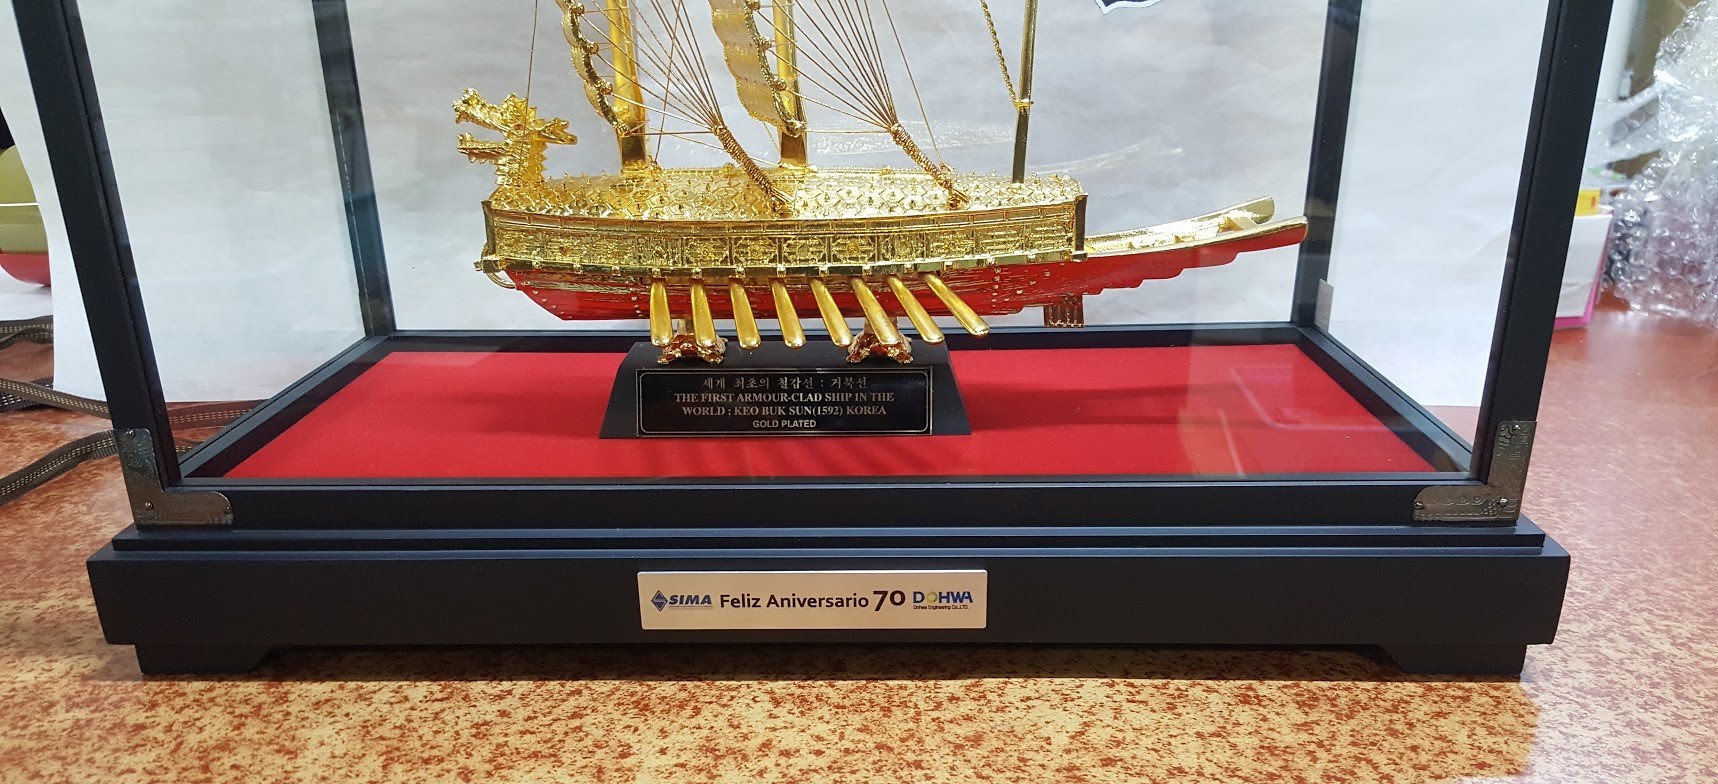 세계 최초의 철갑선 : 거북선
THE FIRST ARMOUR-CLAD SHIP IN THE
WORLD ; KEO BUK SUN(1592) KOREA
GOLD PLATED
SIMA Feliz Aniversario 70 DOHWA
Dohwa Engineering Co.,LTD.